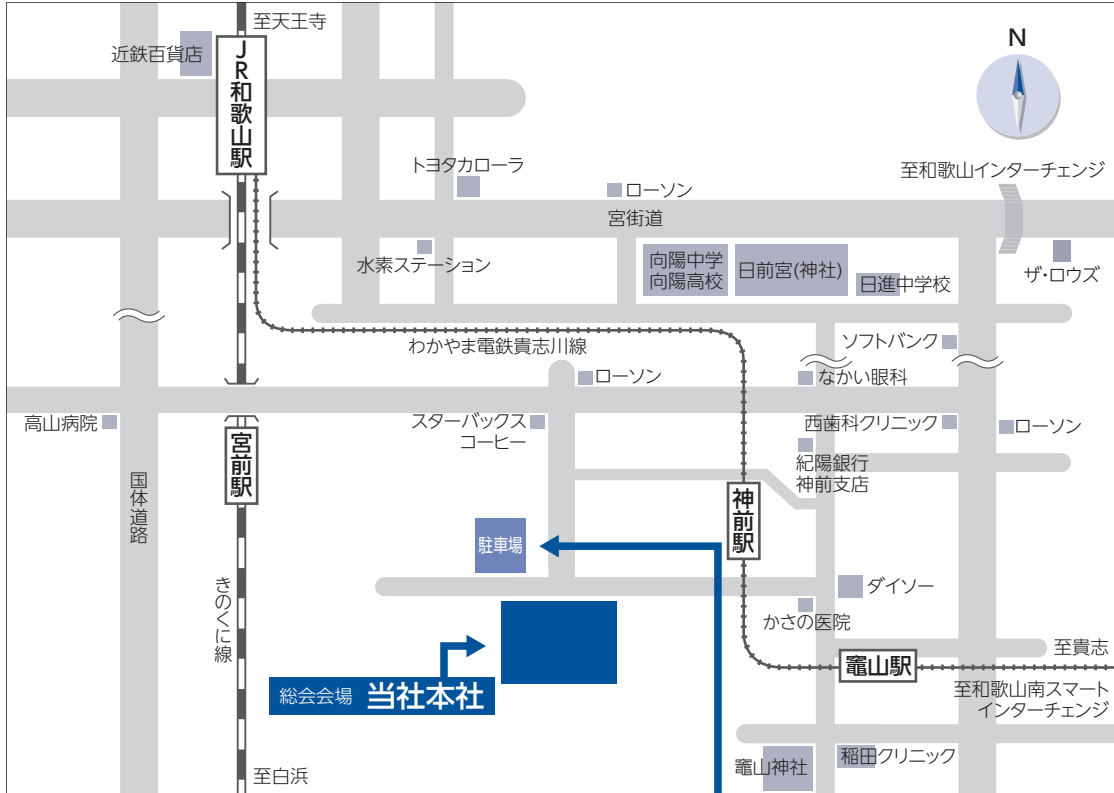 至天王寺
近鉄百貨店
JR和歌山駅
N
至和歌山インターチェンジ
トヨタカローラ
ローソン
宮街道
水素ステーション
向陽中学
向陽高校
日前宮(神社)
日進中学校
ザ・ロウズ
ソフトバンク
わかやま電鉄貴志川線
ローソン
なかい眼科
高山病院
スターバックス
コーヒー
西歯科クリニック
ローソン
宮前駅
紀陽銀行
神前支店
国体道路
神前駅
駐車場
きのくに線
ダイソー
かさの医院
至貴志
竈山駅
総会会場 当社本社
至和歌山南スマート
インターチェンジ
竈山神社
稲田クリニック
至白浜